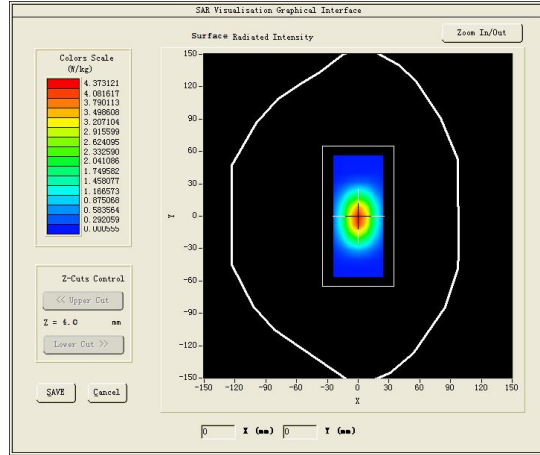 SAR Visualisation Graphical Interface
Surface Radiated Intensity
Zoom In/Out
Colors Scale
(W/kg)
4.373121
4.081617
3.790113
3.498608
3.207104
2.915599
2.624095
2.332590
2.041086
1.749582
1.458077
1.166573
0.875068
0.583564
0.292059
0.000555
Z-Cuts Control
<< Upper Cut
Z = 4.0 mm
Lower Cut >>
SAVE Cancel
150
120
90
60
30
0
-30
-60
-90
-120
-150
Y
-150 -120 -90 -60 -30 0 30 60 90 120 150
X
0 X (mm) 0 Y (mm)